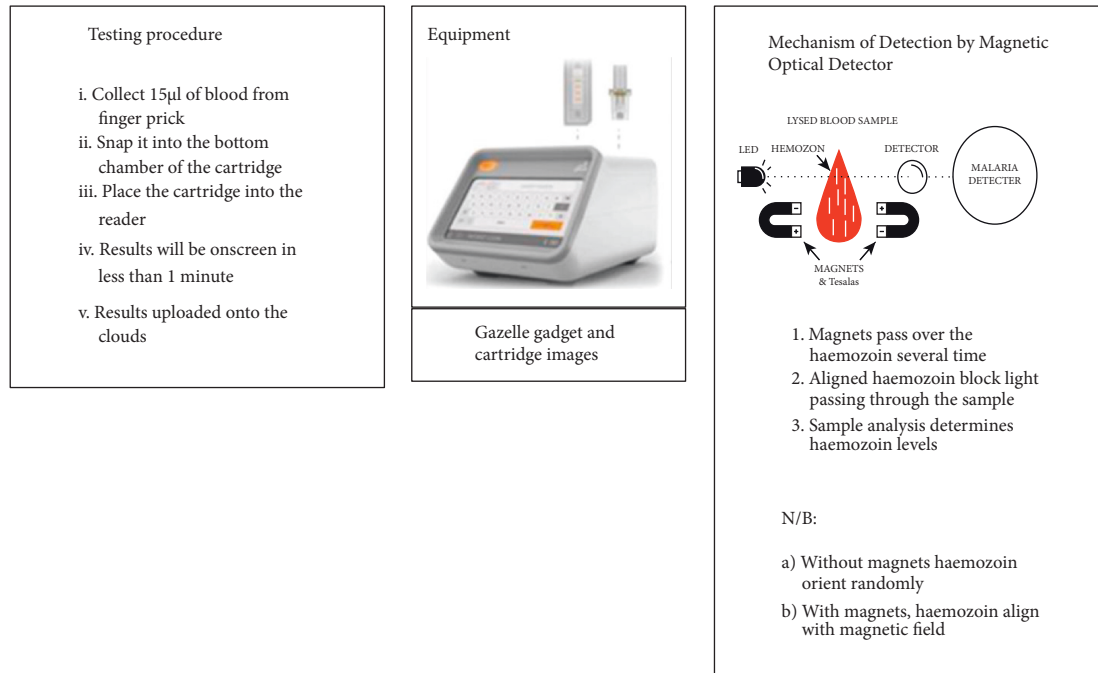 Testing procedure
i. Collect 15µl of blood from
finger prick
ii. Snap it into the bottom
chamber of the cartridge
iii. Place the cartridge into the
reader
iv. Results will be onscreen in
less than 1 minute
v. Results uploaded onto the
clouds
Equipment
Gazelle gadget and
cartridge images
Mechanism of Detection by Magnetic
Optical Detector
LYSED BLOOD SAMPLE
LED
HEMOZON
DETECTOR
MALARIA
DETECTER
− +
+ −
MAGNETS
& Tesalas
1. Magnets pass over the
haemozoin several time
2. Aligned haemozoin block light
passing through the sample
3. Sample analysis determines
haemozoin levels
N/B:
a) Without magnets haemozoin
orient randomly
b) With magnets, haemozoin align
with magnetic field